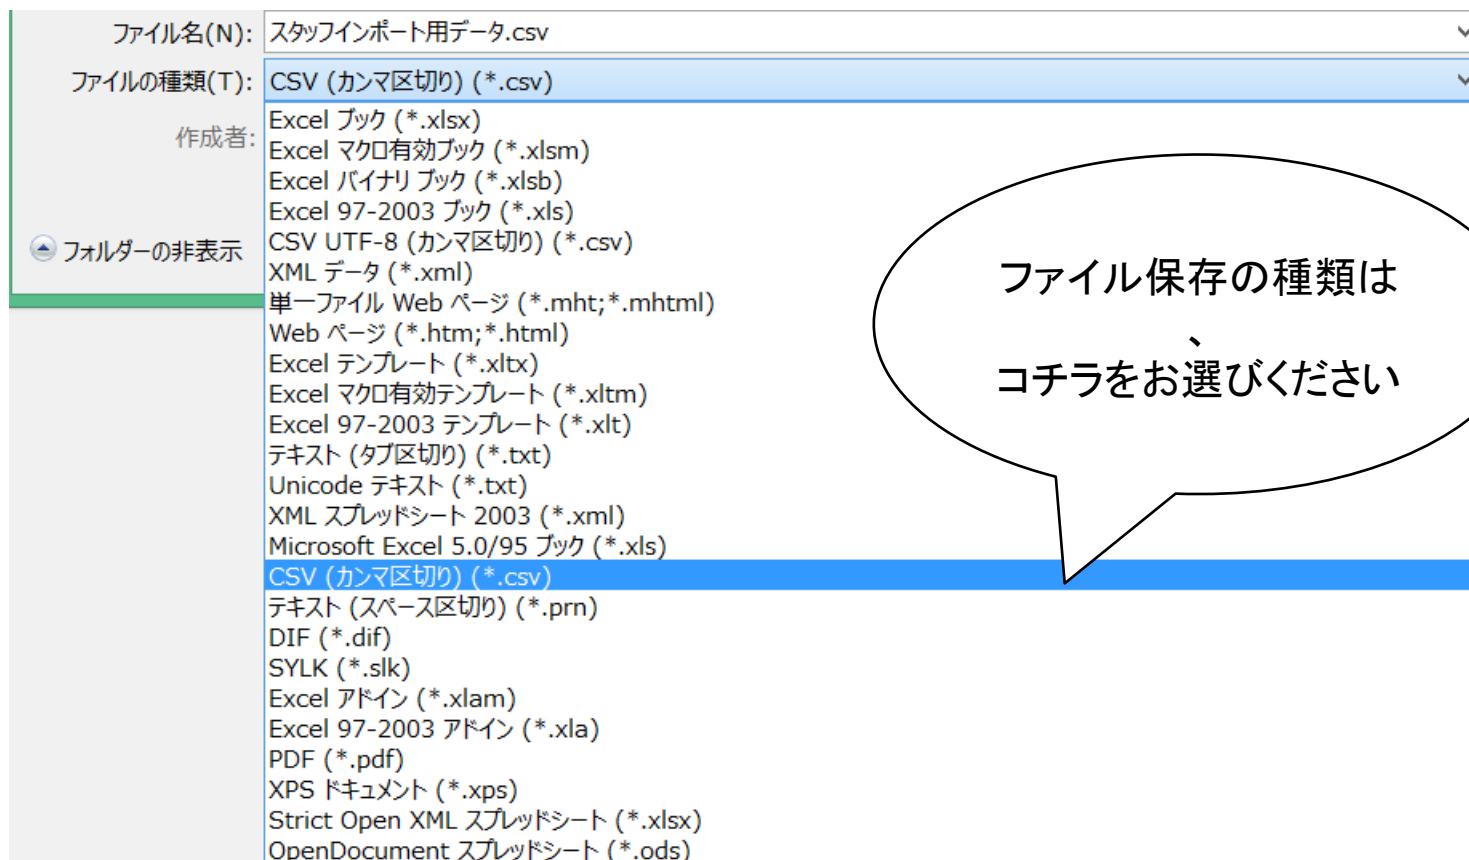 ファイル名(N): スタッフインポート用データ.csv
ファイルの種類(T): CSV (カンマ区切り) (*.csv)
作成者:
Excel ブック (*.xlsx)
Excel マクロ有効ブック (*.xlsm)
Excel バイナリ ブック (*.xlsb)
Excel 97-2003 ブック (*.xls)
CSV UTF-8 (カンマ区切り) (*.csv)
XML データ (*.xml)
単一ファイル Web ページ (*.mht;*.mhtml)
Web ページ (*.htm;*.html)
Excel テンプレート (*.xltx)
Excel マクロ有効テンプレート (*.xltm)
Excel 97-2003 テンプレート (*.xlt)
テキスト (タブ区切り) (*.txt)
Unicode テキスト (*.txt)
XML スプレッドシート 2003 (*.xml)
Microsoft Excel 5.0/95 ブック (*.xls)
CSV (カンマ区切り) (*.csv)
テキスト (スペース区切り) (*.prn)
DIF (*.dif)
SYLK (*.slk)
Excel アドイン (*.xlam)
Excel 97-2003 アドイン (*.xla)
PDF (*.pdf)
XPS ドキュメント (*.xps)
Strict Open XML スプレッドシート (*.xlsx)
OpenDocument スプレッドシート (*.ods)
フォルダーの非表示
ファイル保存の種類は
、
コチラをお選びください